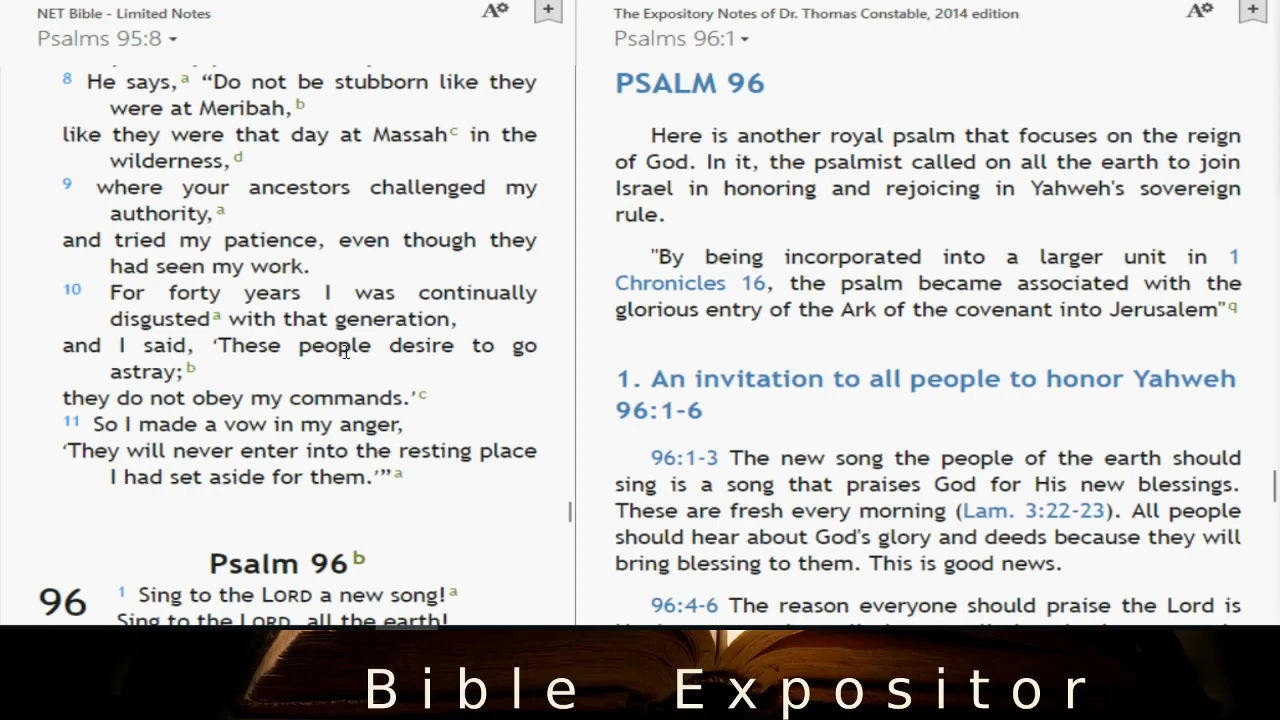 NET Bible - Limited Notes
Psalms 95:8
8 He says,a “Do not be stubborn like they
were at Meribah,b
like they were that day at Massahc in the
wilderness,d
9 where your ancestors challenged my
authority,a
and tried my patience, even though they
had seen my work.
10 For forty years I was continually
disgusteda with that generation,
and I said, ‘These people desire to go
astray;b
they do not obey my commands.’c
11 So I made a vow in my anger,
‘They will never enter into the resting place
I had set aside for them.’”a
Psalm 96b
96 1 Sing to the LORD a new song!a
Sing to the LORD, all the earth!
The Expository Notes of Dr. Thomas Constable, 2014 edition
Psalms 96:1
PSALM 96
Here is another royal psalm that focuses on the reign
of God. In it, the psalmist called on all the earth to join
Israel in honoring and rejoicing in Yahweh's sovereign
rule.
"By being incorporated into a larger unit in 1
Chronicles 16, the psalm became associated with the
glorious entry of the Ark of the covenant into Jerusalem"q
1. An invitation to all people to honor Yahweh
96:1-6
96:1-3 The new song the people of the earth should
sing is a song that praises God for His new blessings.
These are fresh every morning (Lam. 3:22-23). All people
should hear about God's glory and deeds because they will
bring blessing to them. This is good news.
96:4-6 The reason everyone should praise the Lord is
Bible Expositor